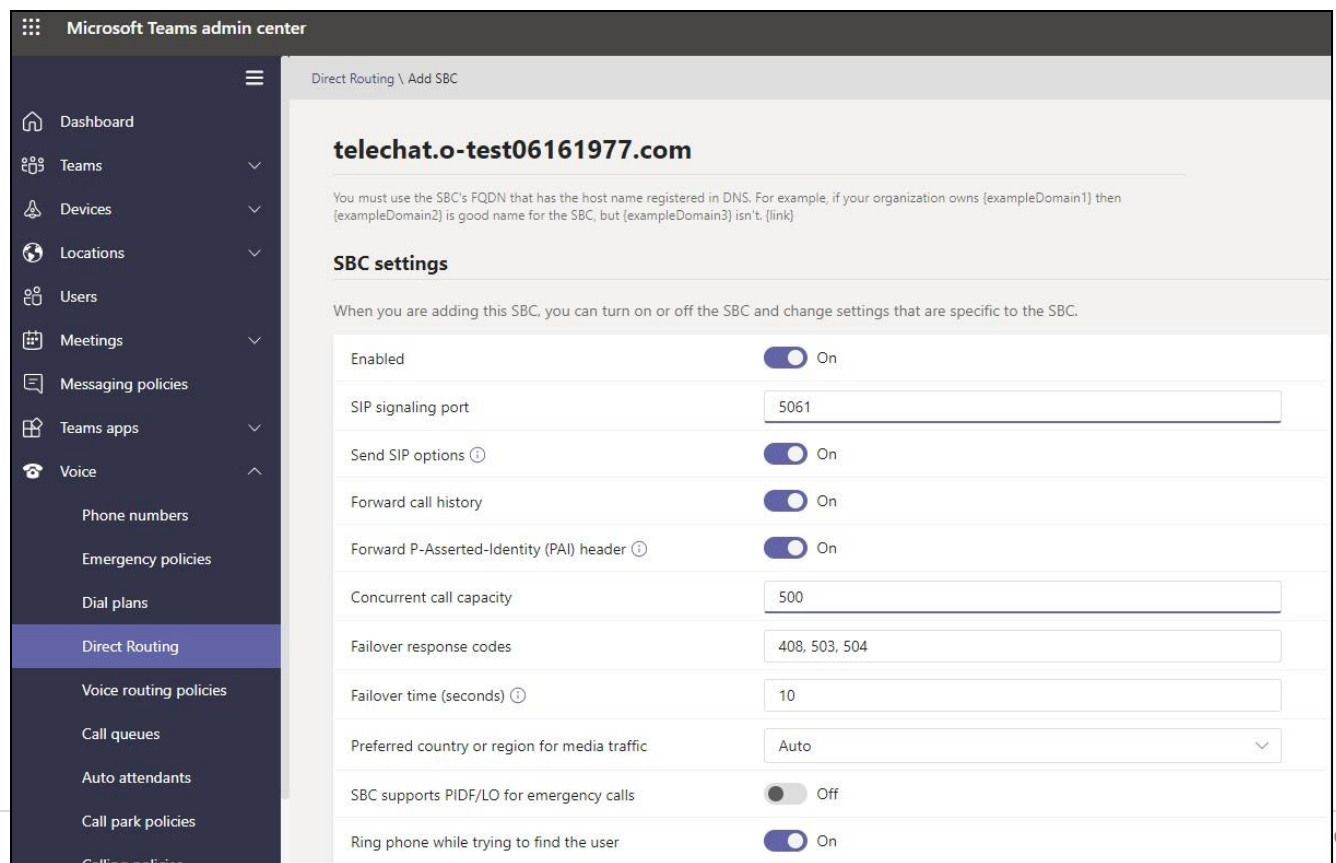 Microsoft Teams admin center
Direct Routing \ Add SBC
Dashboard
Teams
Devices
Locations
Users
Meetings
Messaging policies
Teams apps
Voice
Phone numbers
Emergency policies
Dial plans
Direct Routing
Voice routing policies
Call queues
Auto attendants
Call park policies
telechat.o-test06161977.com
You must use the SBC's FQDN that has the host name registered in DNS. For example, if your organization owns {exampleDomain1} then
{exampleDomain2} is good name for the SBC, but {exampleDomain3} isn't. {link}
SBC settings
When you are adding this SBC, you can turn on or off the SBC and change settings that are specific to the SBC.
Enabled On
SIP signaling port 5061
Send SIP options On
Forward call history On
Forward P-Asserted-Identity (PAI) header On
Concurrent call capacity 500
Failover response codes 408, 503, 504
Failover time (seconds) 10
Preferred country or region for media traffic Auto
SBC supports PIDF/LO for emergency calls Off
Ring phone while trying to find the user On